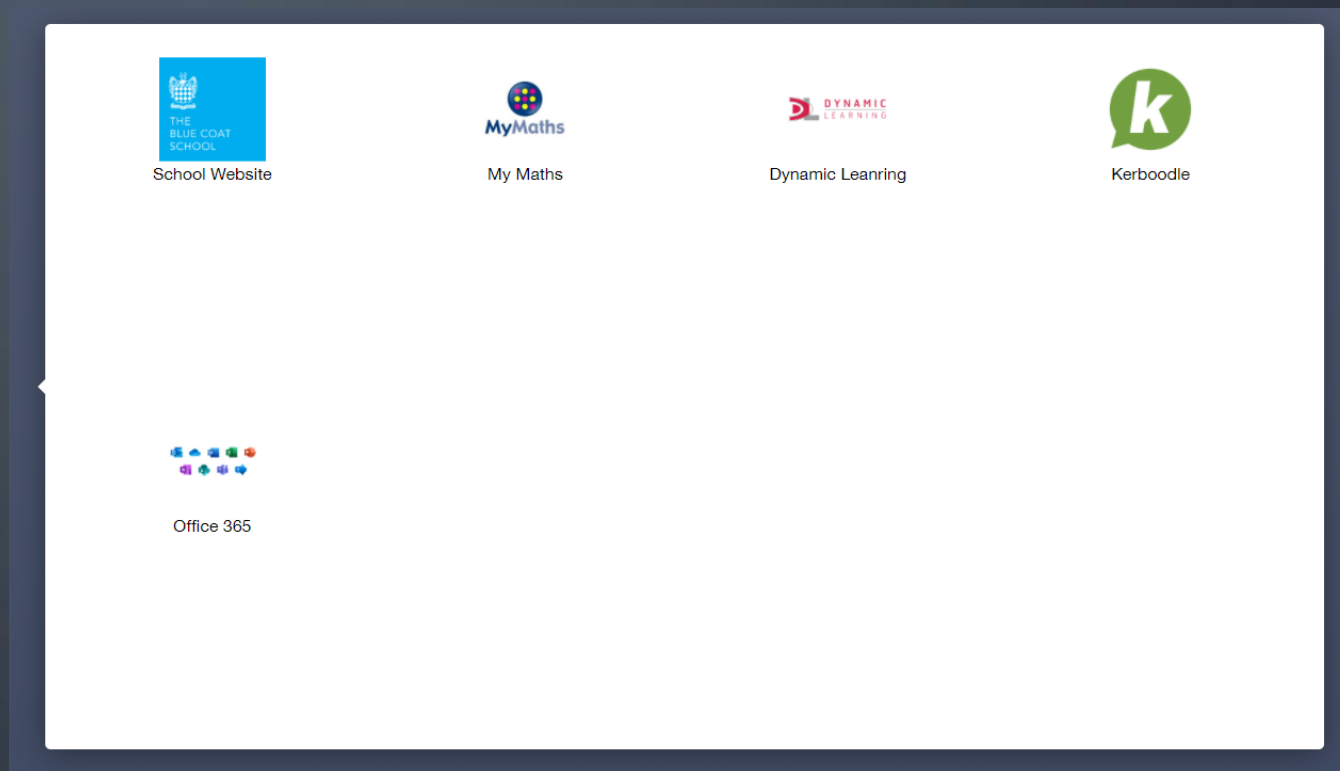 THE
BLUE COAT
SCHOOL
School Website
MyMaths
My Maths
DYNAMIC
LEARNING
Dynamic Leanring
k
Kerboodle
Office 365